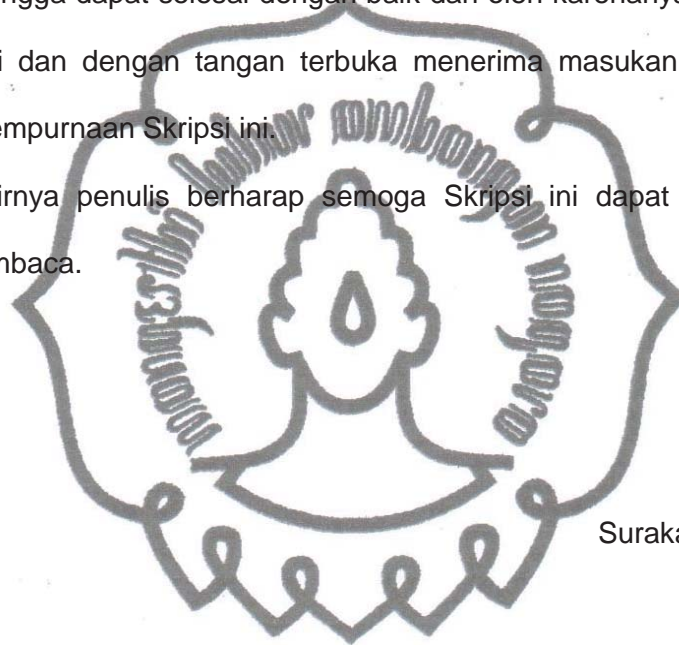 ngga dapat selesai dengan baik dan oleh karenanya
i dan dengan tangan terbuka menerima masukan
empurnaan Skripsi ini.
irnya penulis berharap semoga Skripsi ini dapat
mbaca.
Suraka